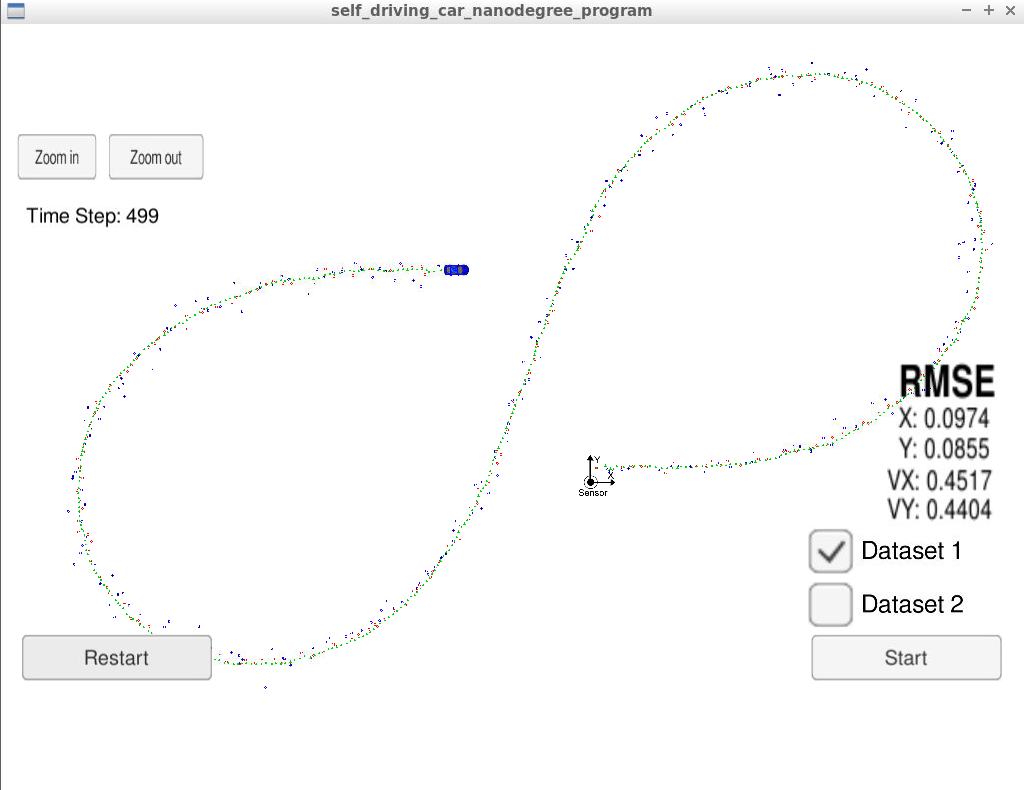 self_driving_car_nanodegree_program
Zoom in
Zoom out
Time Step: 499
RMSE
X: 0.0974
Y: 0.0855
VX: 0.4517
VY: 0.4404
Y
X
Sensor
Dataset 1
Dataset 2
Restart
Start